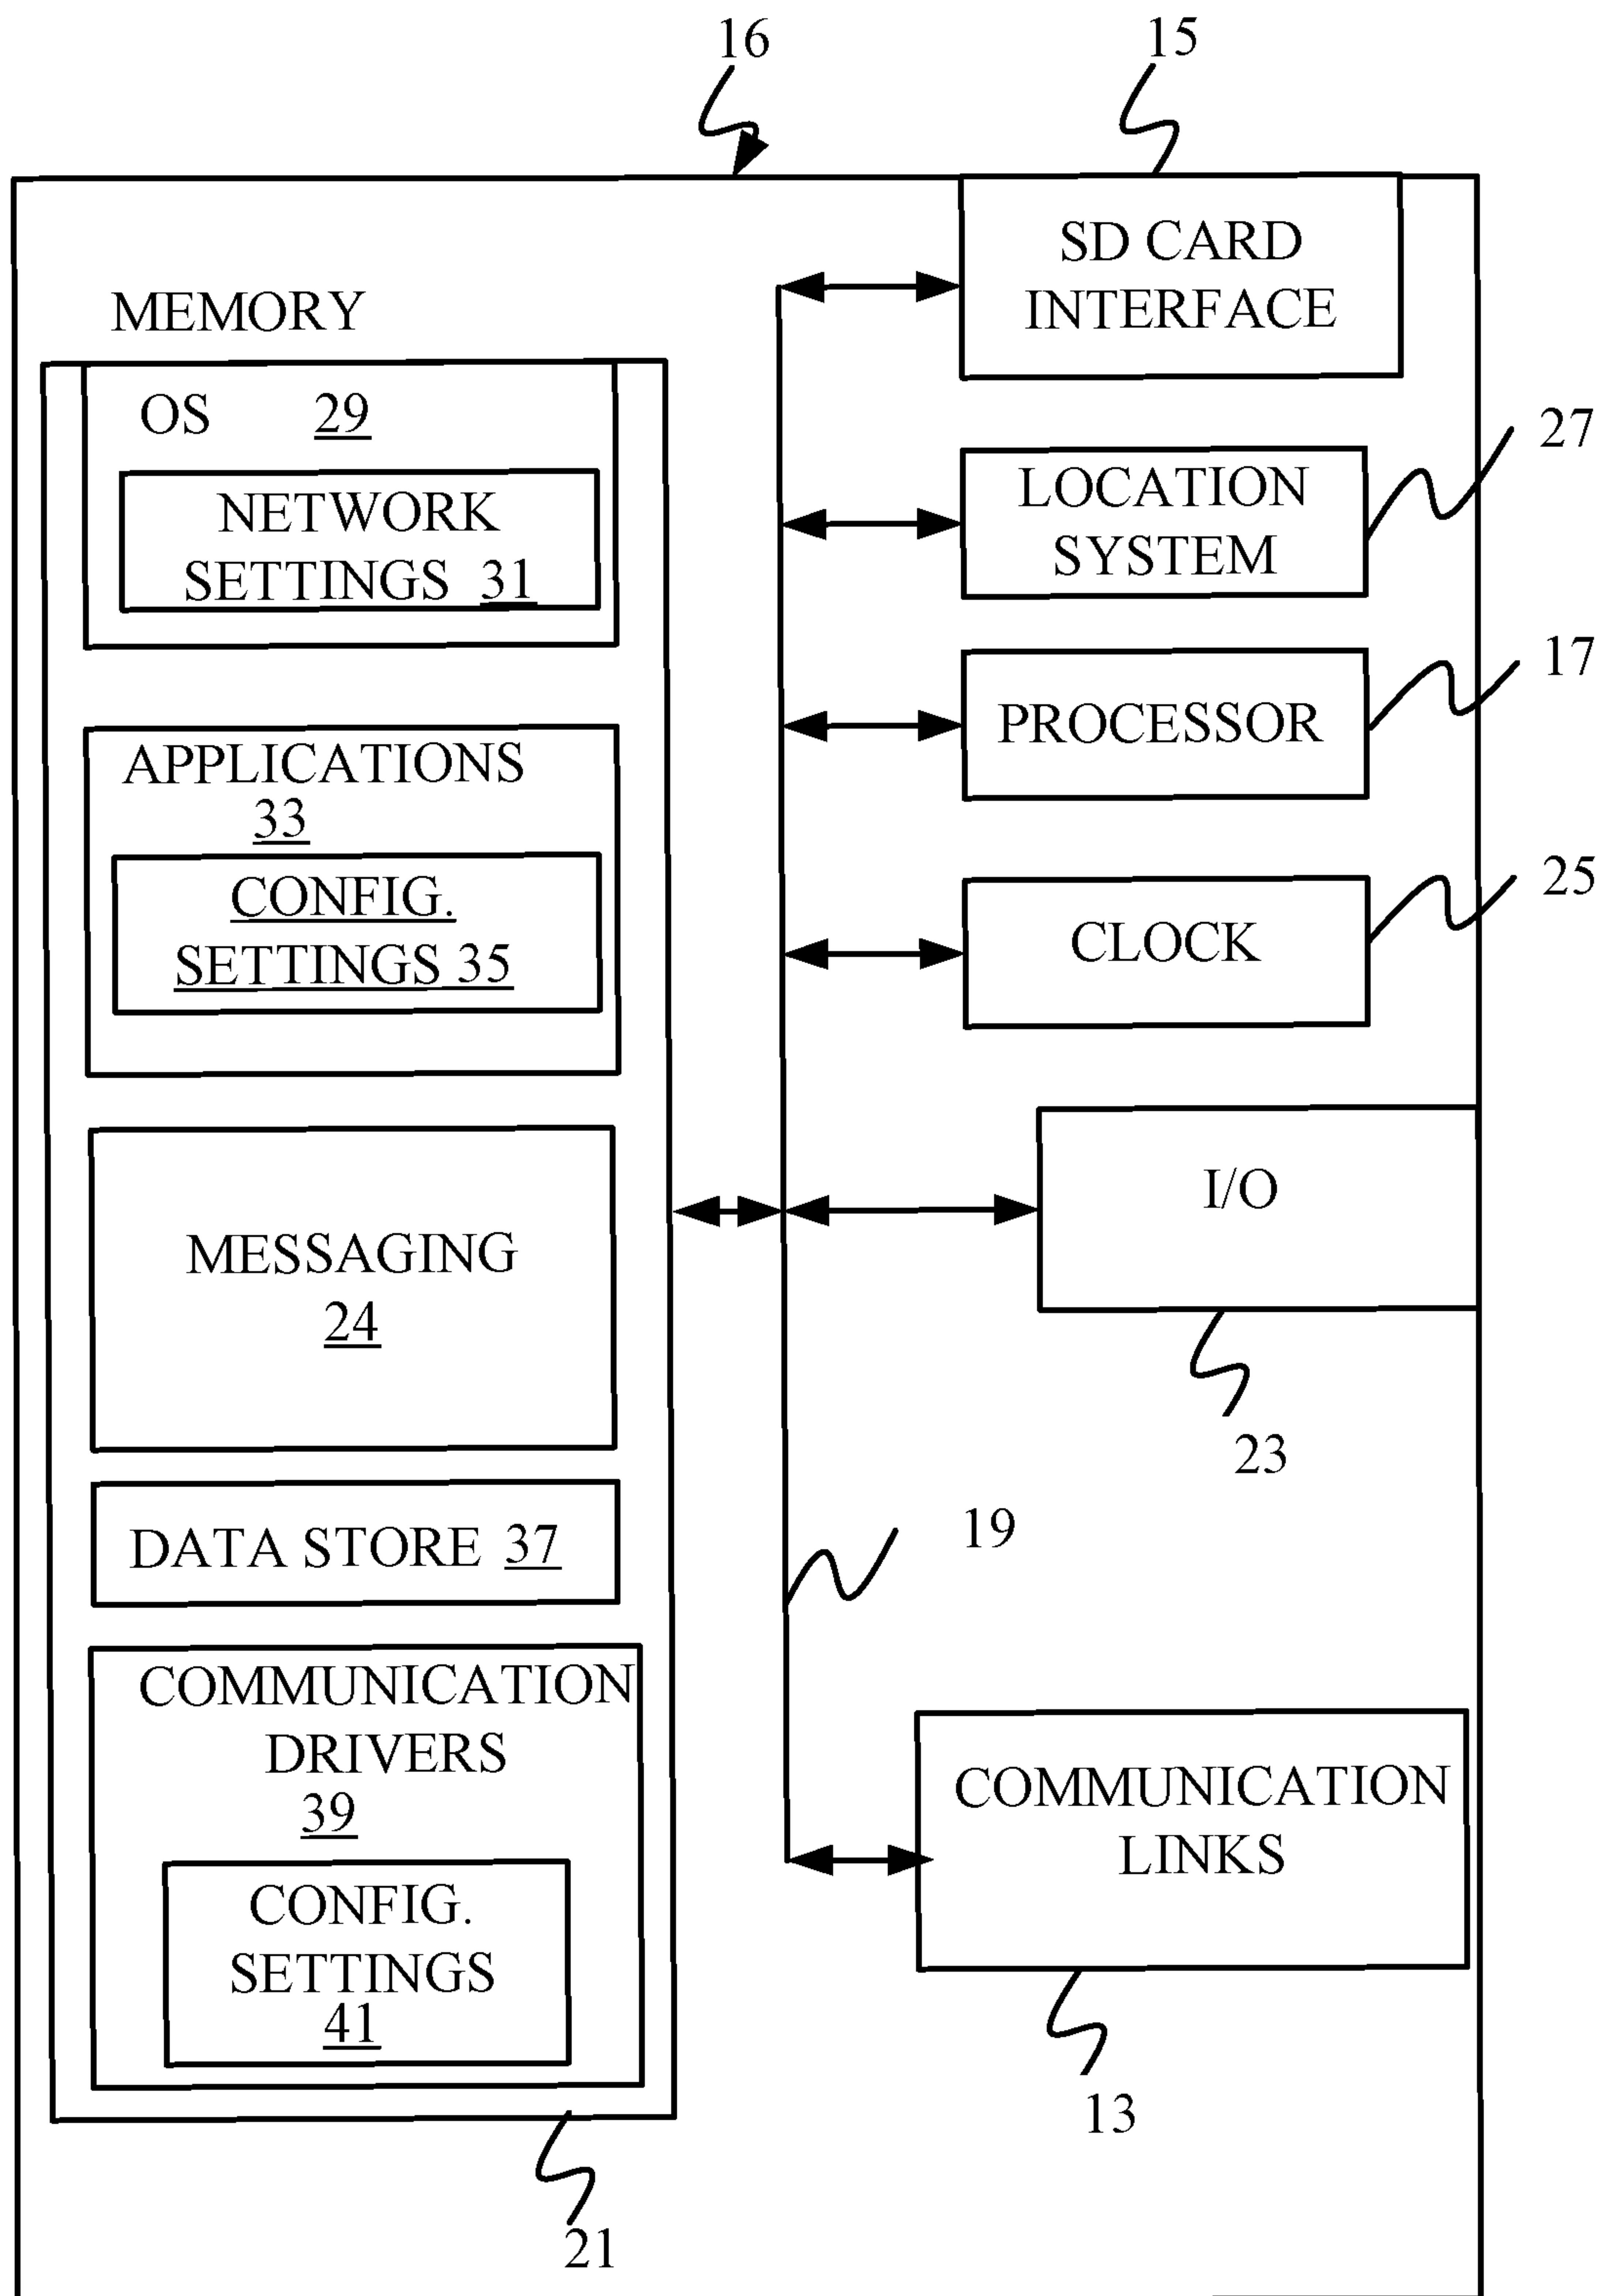 16
15
SD CARD
INTERFACE
MEMORY
OS 29
NETWORK
SETTINGS 31
27
LOCATION
SYSTEM
17
PROCESSOR
APPLICATIONS
33
CONFIG.
SETTINGS 35
25
CLOCK
I/O
23
MESSAGING
24
19
DATA STORE 37
COMMUNICATION
DRIVERS
39
CONFIG.
SETTINGS
41
COMMUNICATION
LINKS
13
21